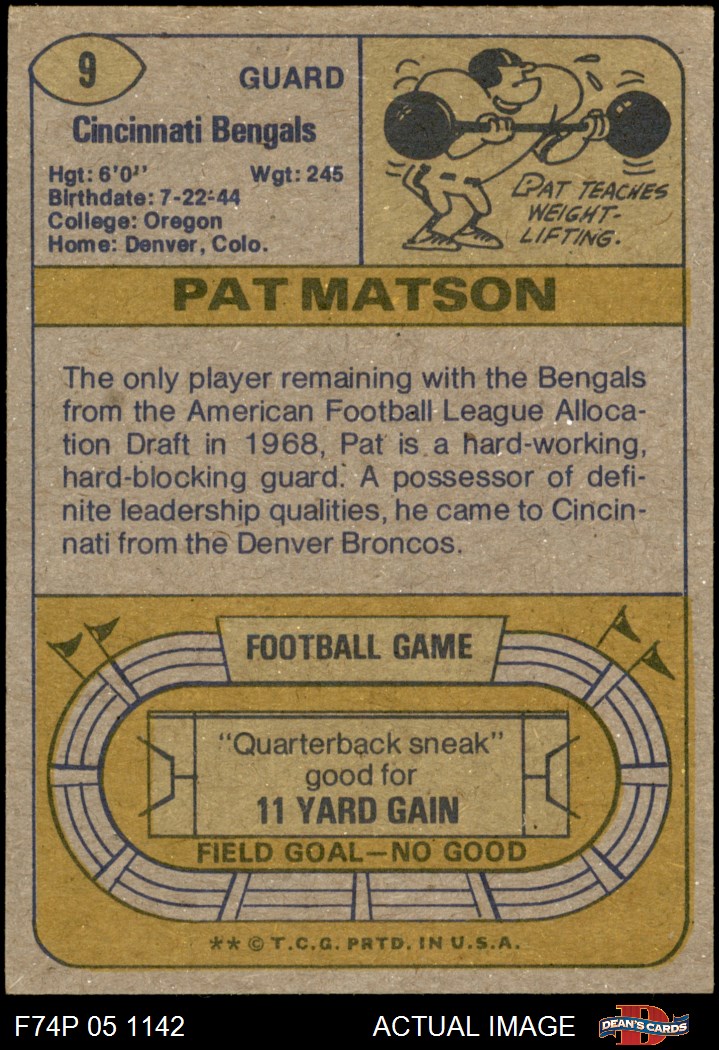 9
GUARD
Cincinnati Bengals
Hgt: 6'0" Wgt: 245
Birthdate: 7-22-44
College: Oregon
Home: Denver, Colo.
PAT TEACHES
WEIGHT-
LIFTING.
PAT MATSON
The only player remaining with the Bengals
from the American Football League Alloca-
tion Draft in 1968, Pat is a hard-working,
hard-blocking guard. A possessor of defi-
nite leadership qualities, he came to Cincin-
nati from the Denver Broncos.
FOOTBALL GAME
"Quarterback sneak"
good for
11 YARD GAIN
FIELD GOAL—NO GOOD
** © T.C.G. PRTD. IN U.S.A.
F74P 05 1142 ACTUAL IMAGE D DEAN'S CARDS